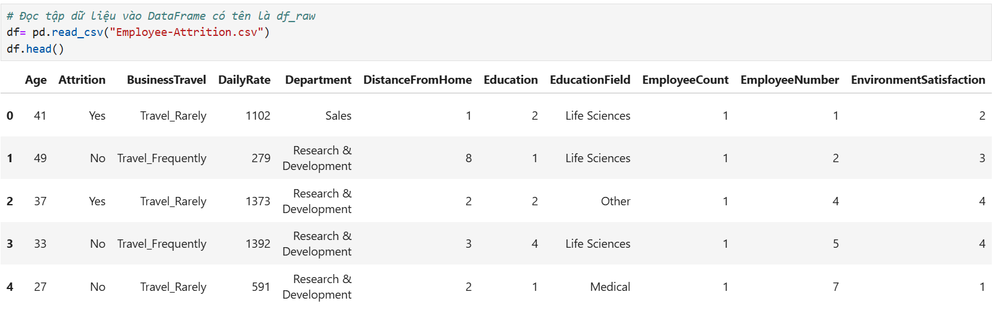 # Đọc tập dữ liệu vào DataFrame có tên là df_raw
df= pd.read_csv("Employee-Attrition.csv")
df.head()
Age Attrition BusinessTravel DailyRate Department DistanceFromHome Education EducationField EmployeeCount EmployeeNumber EnvironmentSatisfaction
0 41 Yes Travel_Rarely 1102 Sales 1 2 Life Sciences 1 1 2
1 49 No Travel_Frequently 279 Research & Development 8 1 Life Sciences 1 2 3
2 37 Yes Travel_Rarely 1373 Research & Development 2 2 Other 1 4 4
3 33 No Travel_Frequently 1392 Research & Development 3 4 Life Sciences 1 5 4
4 27 No Travel_Rarely 591 Research & Development 2 1 Medical 1 7 1